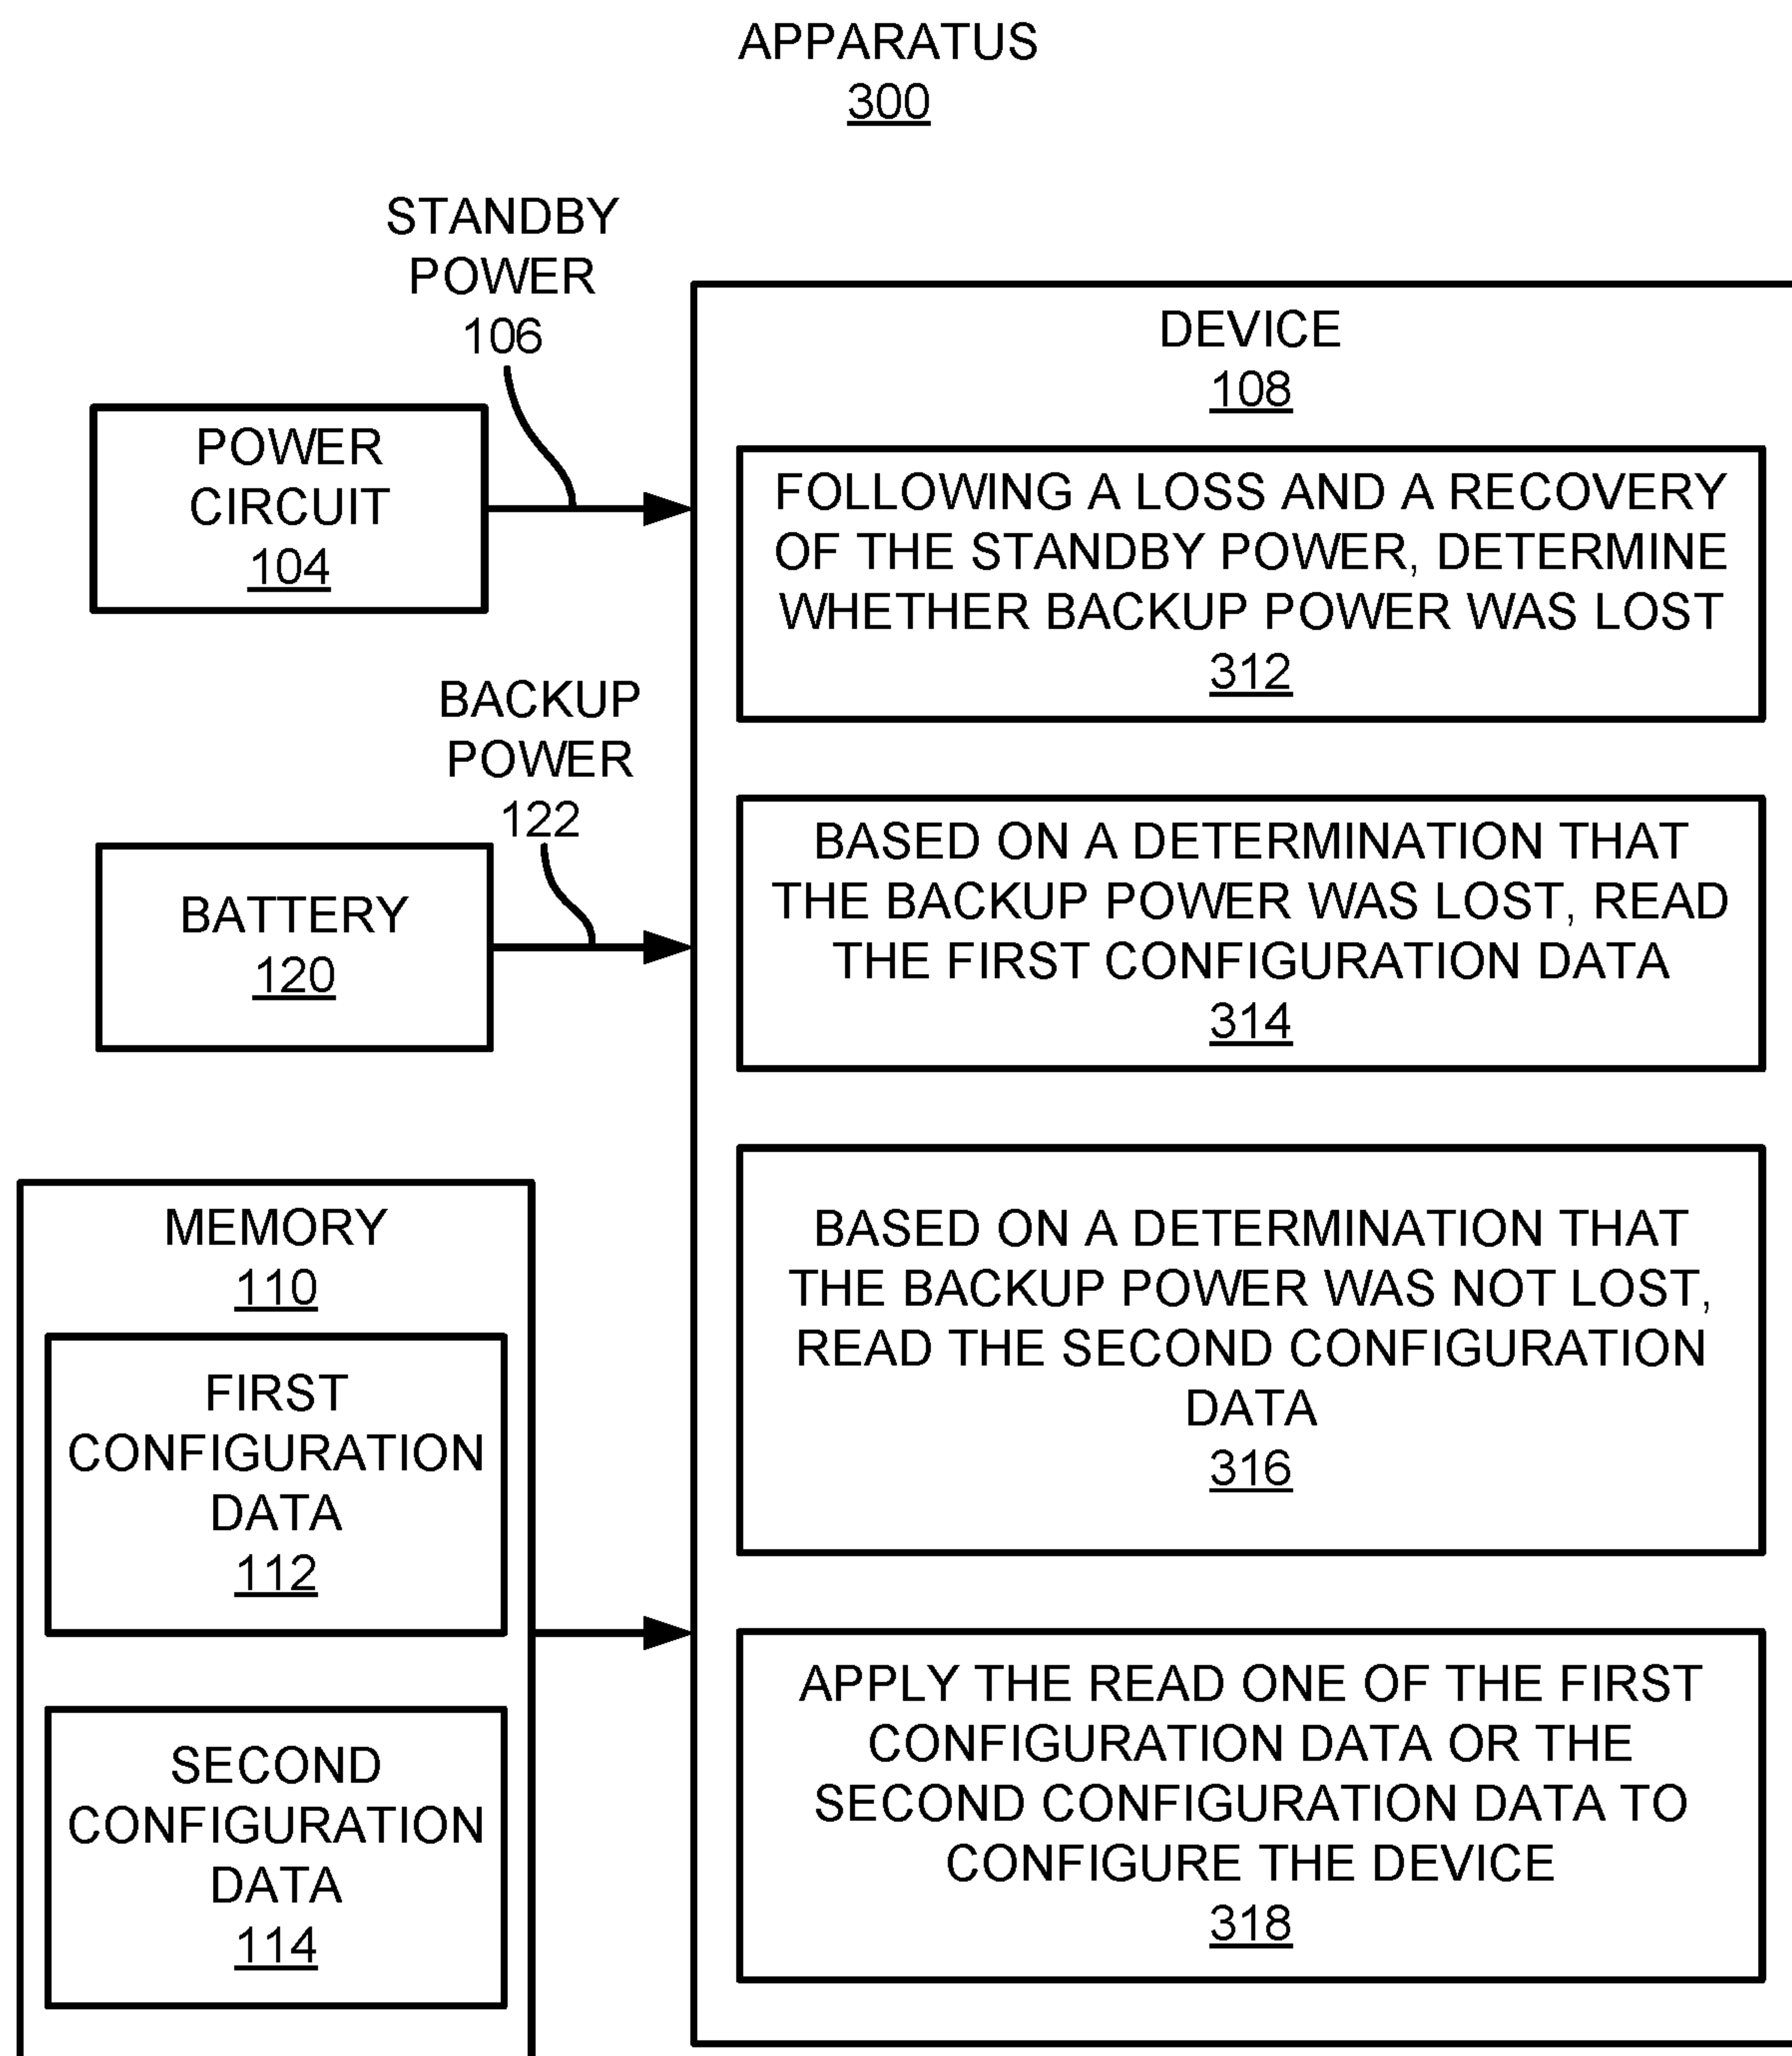 APPARATUS
300
STANDBY
POWER
106
POWER
CIRCUIT
104
BACKUP
POWER
122
BATTERY
120
MEMORY
110
FIRST
CONFIGURATION
DATA
112
SECOND
CONFIGURATION
DATA
114
DEVICE
108
FOLLOWING A LOSS AND A RECOVERY
OF THE STANDBY POWER, DETERMINE
WHETHER BACKUP POWER WAS LOST
312
BASED ON A DETERMINATION THAT
THE BACKUP POWER WAS LOST, READ
THE FIRST CONFIGURATION DATA
314
BASED ON A DETERMINATION THAT
THE BACKUP POWER WAS NOT LOST,
READ THE SECOND CONFIGURATION
DATA
316
APPLY THE READ ONE OF THE FIRST
CONFIGURATION DATA OR THE
SECOND CONFIGURATION DATA TO
CONFIGURE THE DEVICE
318